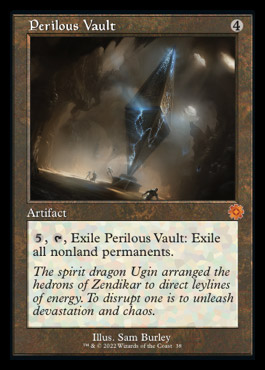 Perilous Vault 4
Artifact
5, T, Exile Perilous Vault: Exile
all nonland permanents.
The spirit dragon Ugin arranged the
hedrons of Zendikar to direct leylines
of energy. To disrupt one is to unleash
devastation and chaos.
Illus. Sam Burley
™ & © 2022 Wizards of the Coast 38